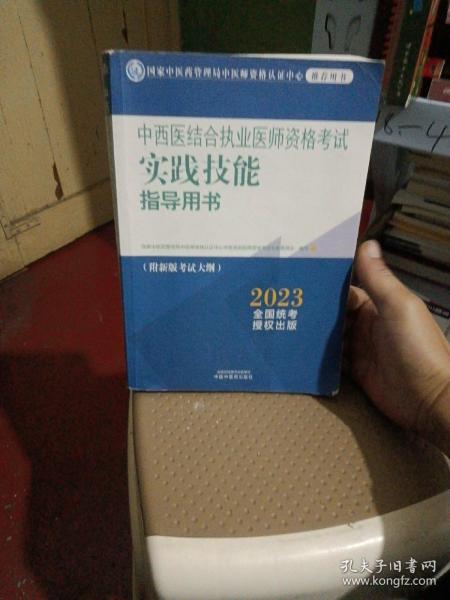 国家中医药管理局中医师资格认证中心 推荐用书
中西医结合执业医师资格考试
实践技能
指导用书
(附新版考试大纲)
2023
全国统考
授权出版
中国中医药出版社
6-4
孔夫子旧书网
www.kongfz.com